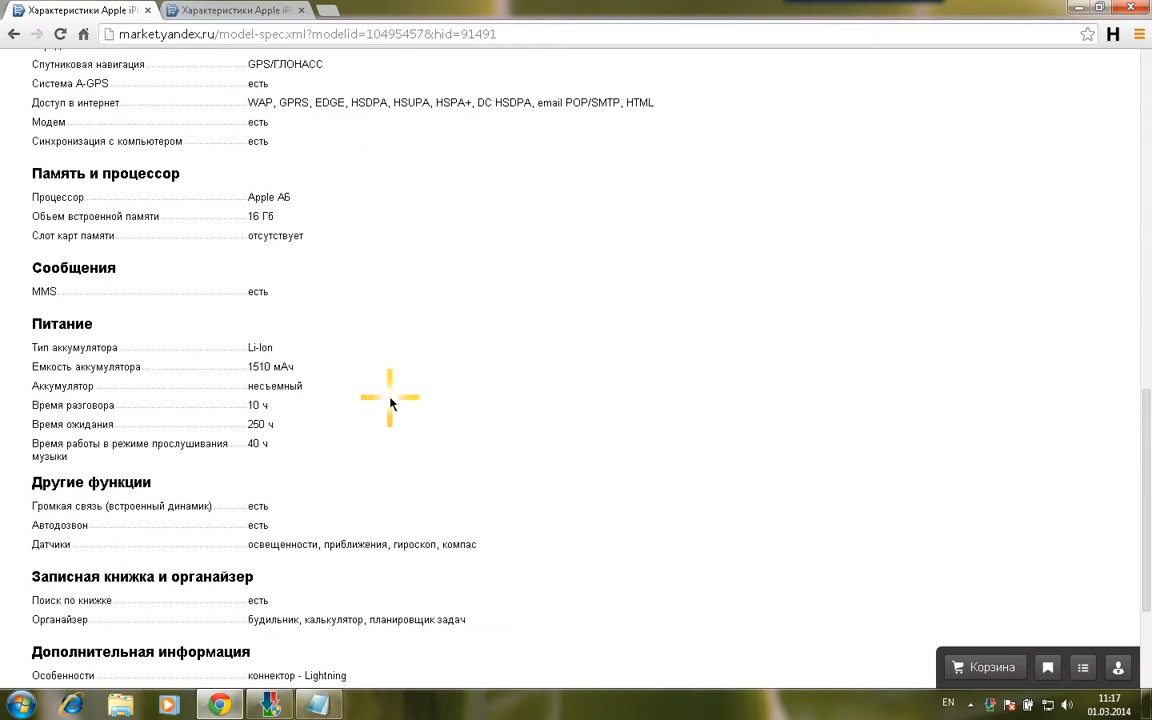 Характеристики Apple iPl
Характеристики Apple iPl
market.yandex.ru/model-spec.xml?modelid=10495457&hid=91491
H
Спутниковая навигация GPS/ГЛОНАСС
Система A-GPS есть
Доступ в интернет WAP, GPRS, EDGE, HSDPA, HSUPA, HSPA+, DC HSDPA, email POP/SMTP, HTML
Модем есть
Синхронизация с компьютером есть
Память и процессор
Процессор Apple A6
Объем встроенной памяти 16 Гб
Слот карт памяти отсутствует
Сообщения
MMS есть
Питание
Тип аккумулятора Li-Ion
Емкость аккумулятора 1510 мАч
Аккумулятор несъемный
Время разговора 10 ч
Время ожидания 250 ч
Время работы в режиме прослушивания 40 ч
музыки
Другие функции
Громкая связь (встроенный динамик) есть
Автодозвон есть
Датчики освещенности, приближения, гироскоп, компас
Записная книжка и органайзер
Поиск по книжке есть
Органайзер будильник, калькулятор, планировщик задач
Дополнительная информация
Особенности коннектор - Lightning
Корзина
EN
11:17
01.03.2014